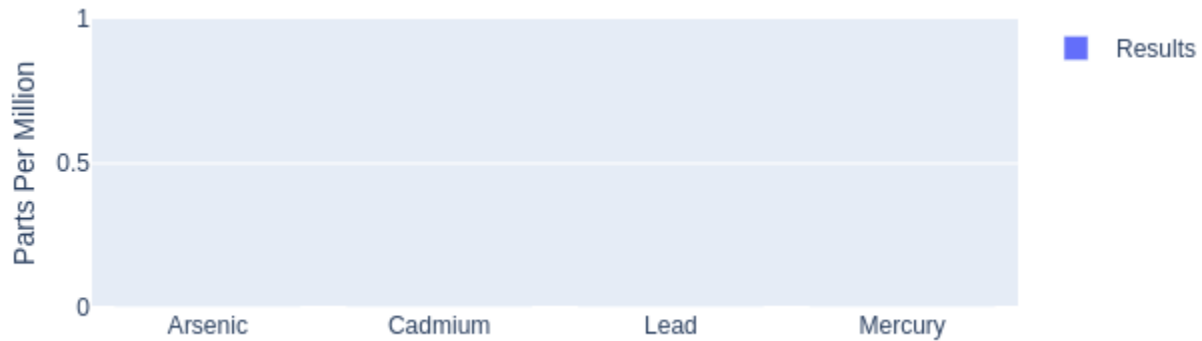 Parts Per Million
1
0.5
0
Arsenic Cadmium Lead Mercury
Results